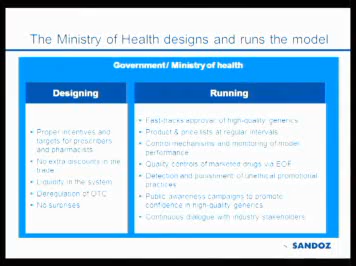 The Ministry of Health designs and runs the model
Government/ Ministry of health
Designing
• Proper incentives and
targets for prescribers
and pharmacists
• No extra discounts in the
trade
• Liquidity in the system
• Deregulation of OTC
• No surprises
Running
• Fast-tracks approval of high-quality generics
• Product & price lists at regular intervals
• Control mechanisms and monitoring of model
performance
• Quality controls of marketed drugs via EOF
• Detection and punishment of unethical promotional
practices
• Public awareness campaigns to promote
confidence in high-quality generics
• Continuous dialogue with industry stakeholders
SANDOZ